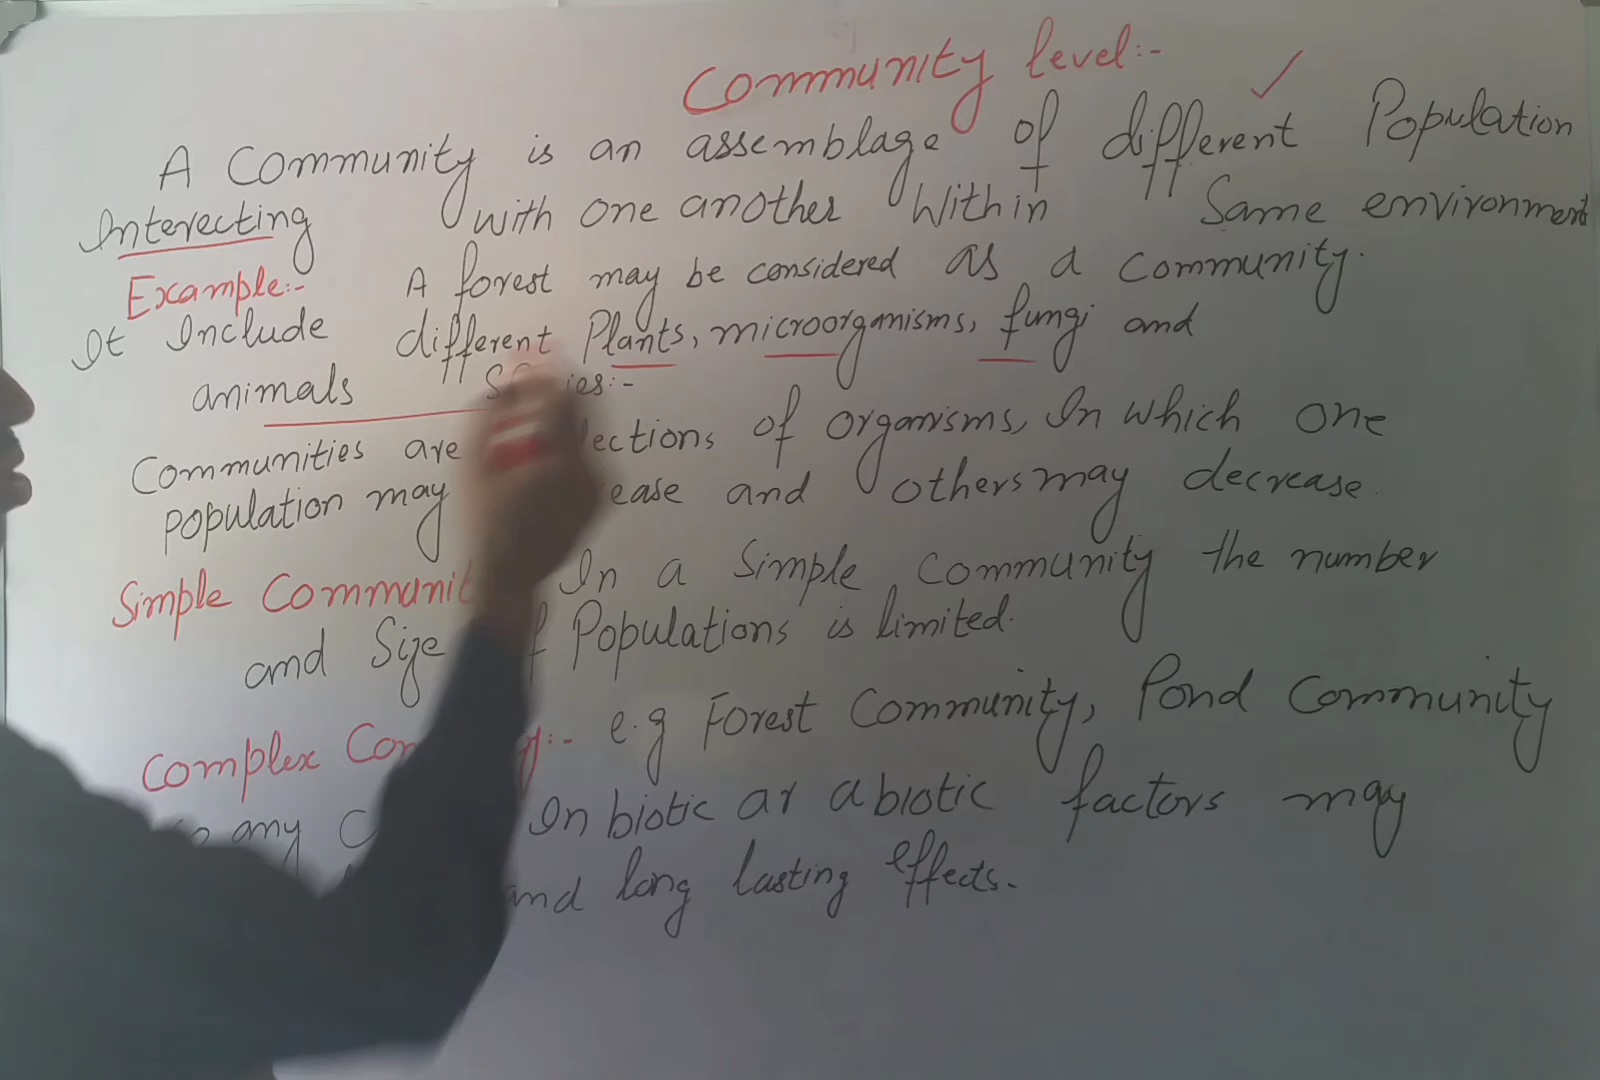 Community level:-
A Community is an assemblage of different Population
Interecting with one another Within Same environment
Example:- A forest may be considered as a community.
It Include different Plants, microorganisms, fungi and
animals
Communities are of organisms, In which one
population may and others may decrease.
Simple In a Simple Community the number
and Size Populations is limited.
Complex e.g Forest Community, Pond Community
any In biotic ar abiotic factors may
and long lasting effects.